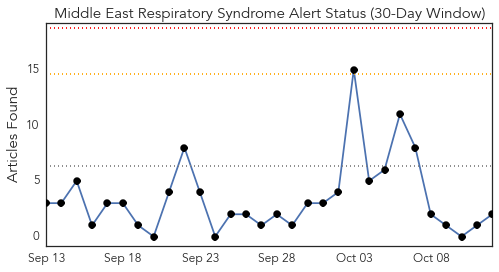 Middle East Respiratory Syndrome Alert Status (30-Day Window)
Articles Found
15
10
5
0
Sep 13 Sep 18 Sep 23 Sep 28 Oct 03 Oct 08